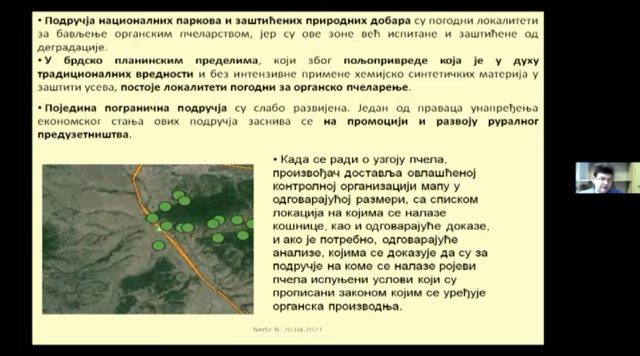 • Подручја националних паркова и заштићених природних добара су погодни локалитети
за бављење органским пчеларством, јер су ове зоне већ испитане и заштићене од
деградације.
• У брдско планинским пределима, који због пољопривреде која је у духу
традиционалних вредности и без интензивне примене хемијско синтетичких материја у
заштити усева, постоје локалитети погодни за органско пчеларење.
• Поједина погранична подручја су слабо развијена. Један од праваца унапређења
економског стања ових подручја заснива се на промоцији и развоју руралног
предузетништва.
• Када се ради о узгоју пчела,
произвођач доставља овлашћеној
контролној организацији мапу у
одговарајућој размери, са списком
локација на којима се налазе
кошнице, као и одговарајуће доказе,
и ако је потребно, одговарајуће
анализе, којима се доказује да су за
подручје на коме се налазе ројеви
пчела испуњени услови који су
прописани законом којим се уређује
органска производња.
Nedic N. 20.04.2021